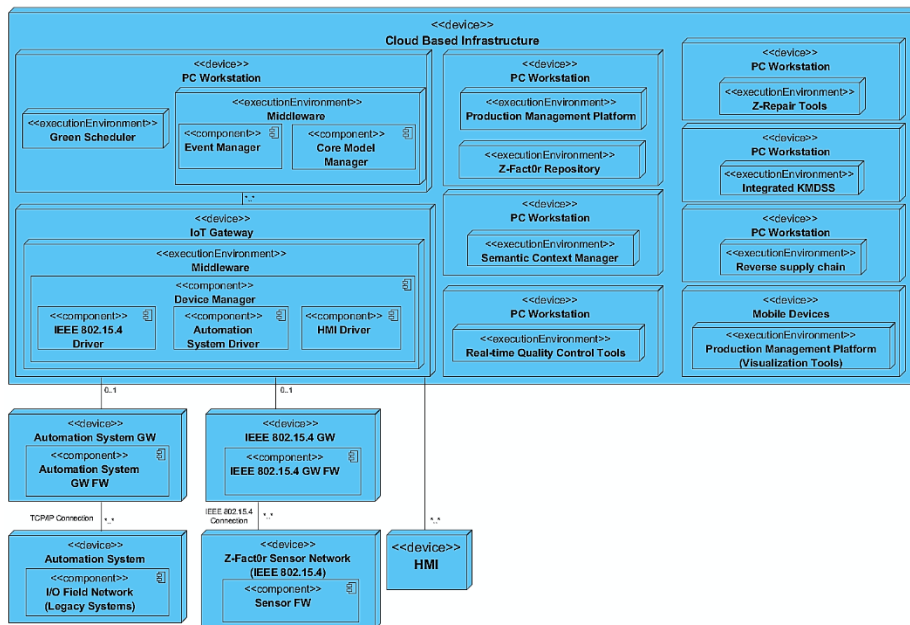 <<device>>
Cloud Based Infrastructure
<<device>>
PC Workstation
<<executionEnvironment>>
Green Scheduler
<<executionEnvironment>>
Middleware
<<component>>
Event Manager
<<component>>
Core Model
Manager
*..*
<<device>>
IoT Gateway
<<executionEnvironment>>
Middleware
<<component>>
Device Manager
<<component>>
IEEE 802.15.4
Driver
<<component>>
Automation
System Driver
<<component>>
HMI Driver
<<device>>
PC Workstation
<<executionEnvironment>>
Production Management Platform
<<executionEnvironment>>
Z-Fact0r Repository
<<device>>
PC Workstation
<<executionEnvironment>>
Semantic Context Manager
<<device>>
PC Workstation
<<executionEnvironment>>
Real-time Quality Control Tools
<<device>>
PC Workstation
<<executionEnvironment>>
Z-Repair Tools
<<device>>
PC Workstation
<<executionEnvironment>>
Integrated KMDSS
<<device>>
PC Workstation
<<executionEnvironment>>
Reverse supply chain
<<device>>
Mobile Devices
<<executionEnvironment>>
Production Management Platform
(Visualization Tools)
0..1
0..1
<<device>>
Automation System GW
<<component>>
Automation System
GW FW
<<device>>
IEEE 802.15.4 GW
<<component>>
IEEE 802.15.4 GW FW
TCP/IP Connection
*..*
IEEE 802.15.4
Connection
*..*
*..*
<<device>>
Automation System
<<component>>
I/O Field Network
(Legacy Systems)
<<device>>
Z-Fact0r Sensor Network
(IEEE 802.15.4)
<<component>>
Sensor FW
<<device>>
HMI